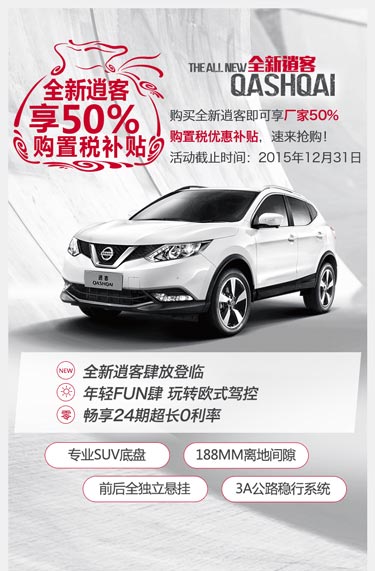 全新逍客
享50%
购置税补贴
THE ALL NEW 全新逍客
QASHQAI
购买全新逍客即可享厂家50%
购置税优惠补贴，速来抢购！
活动截止时间：2015年12月31日
NISSAN
逍客
QASHQAI
NEW 全新逍客肆放登临
年轻FUN肆 玩转欧式驾控
零 畅享24期超长0利率
专业SUV底盘
188MM离地间隙
前后全独立悬挂
3A公路稳行系统